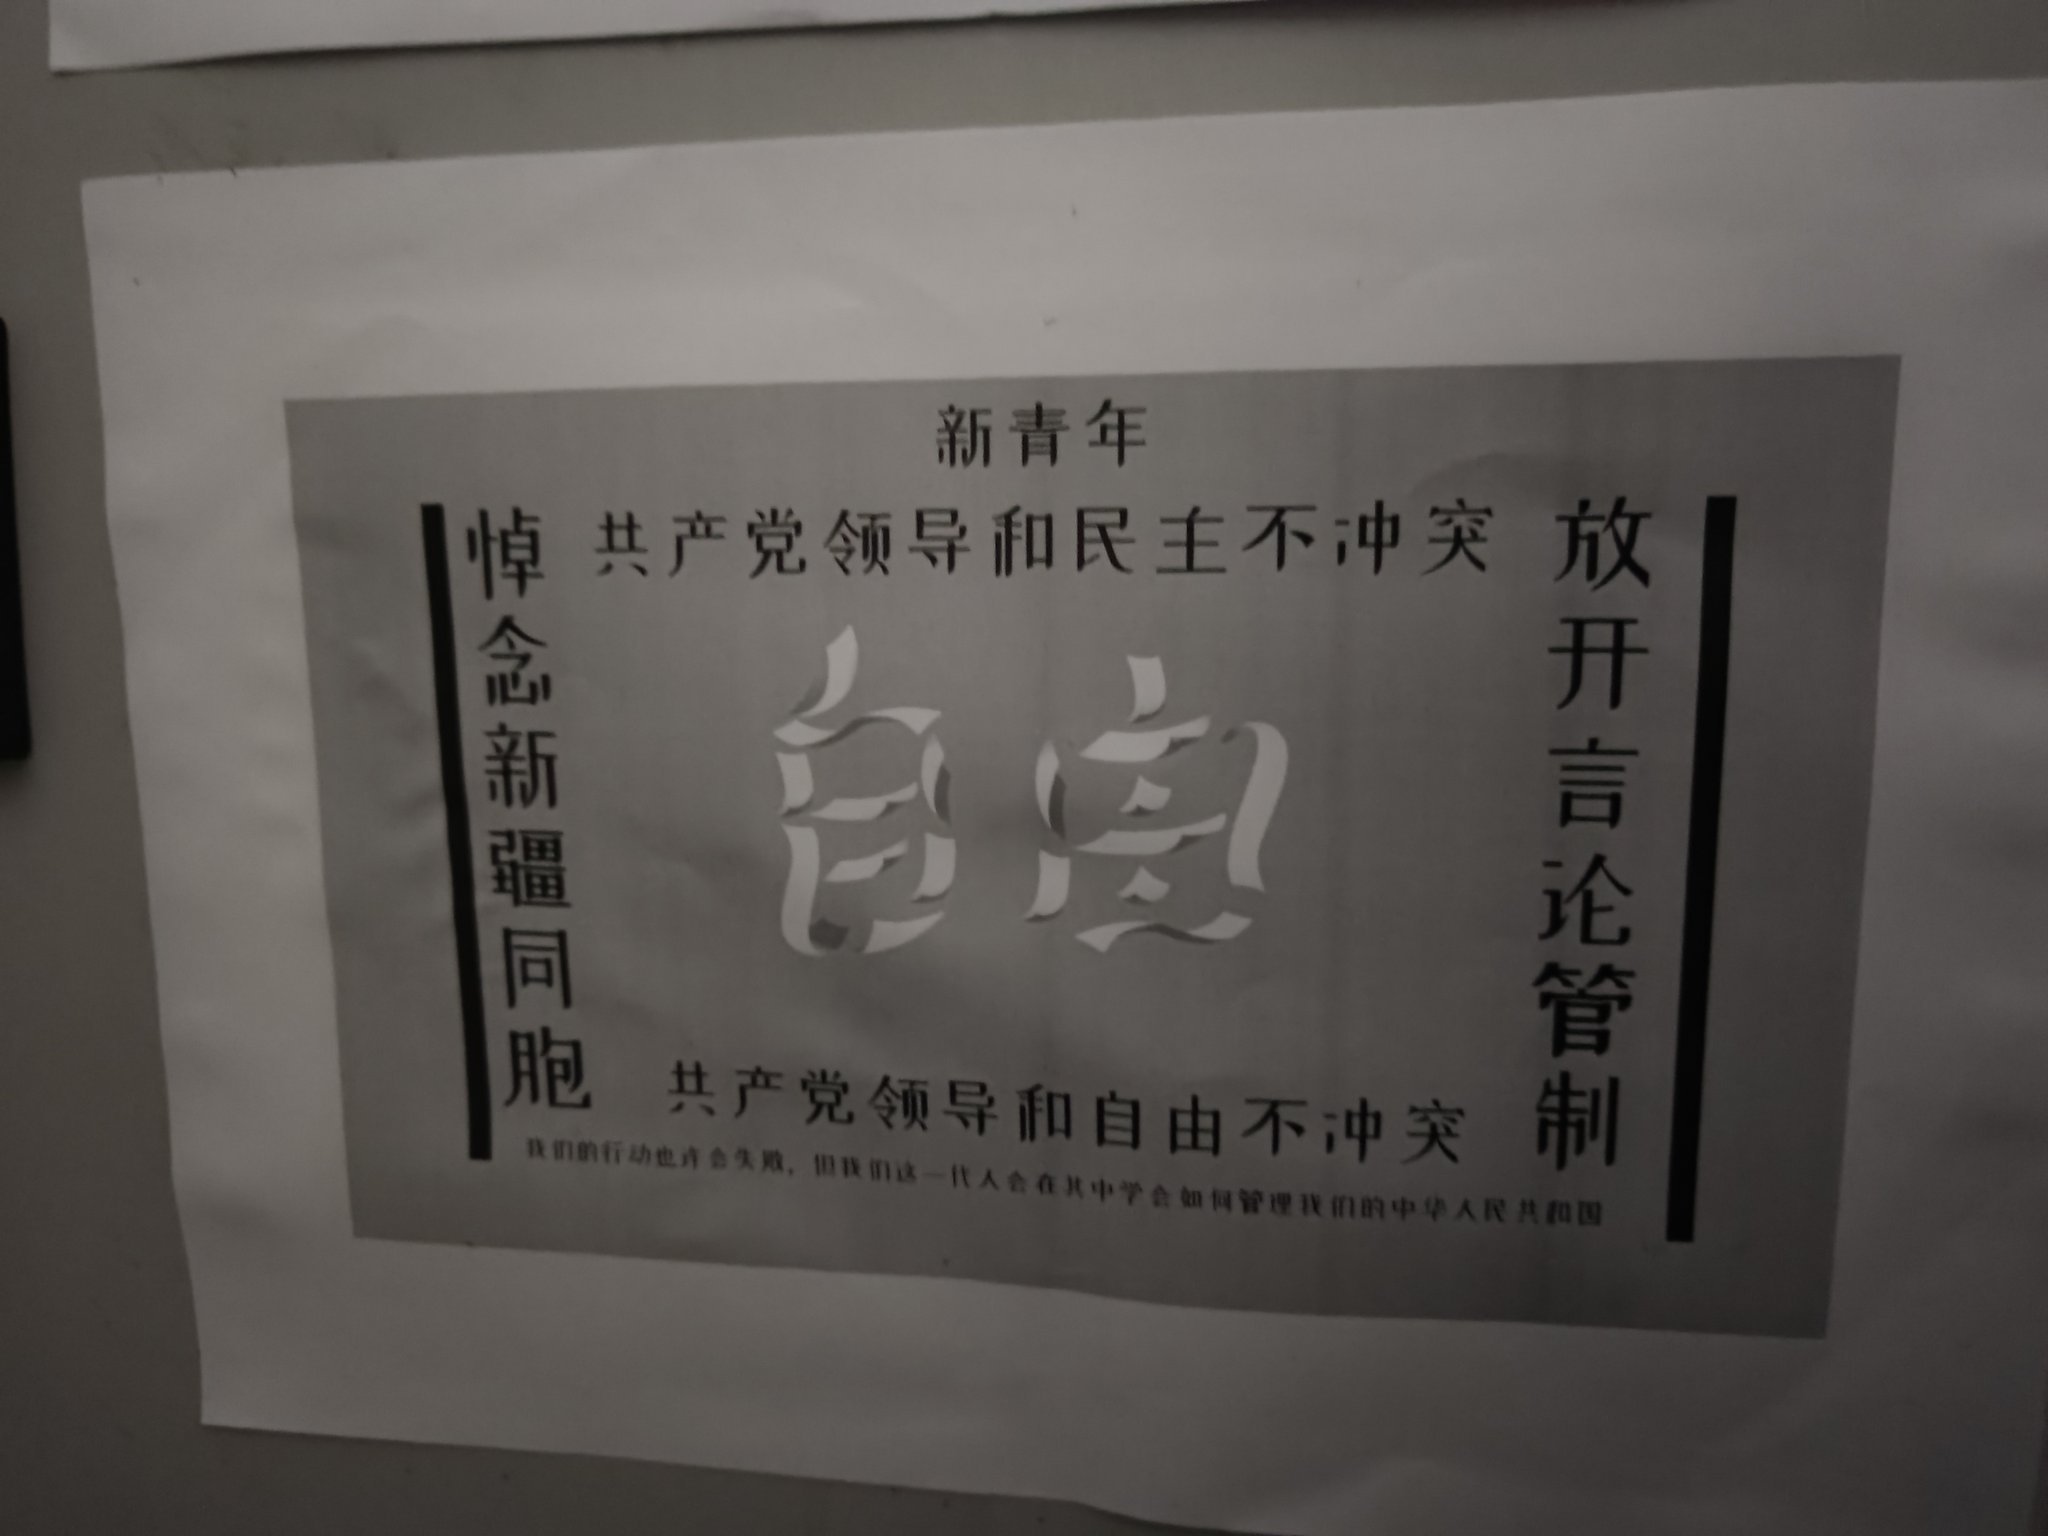 新青年
共产党领导和民主不冲突
悼念新疆同胞
自由
放开言论管制
共产党领导和自由不冲突
我们的行动也许会失败，但我们这一代人会在其中学会如何管理我们的中华人民共和国